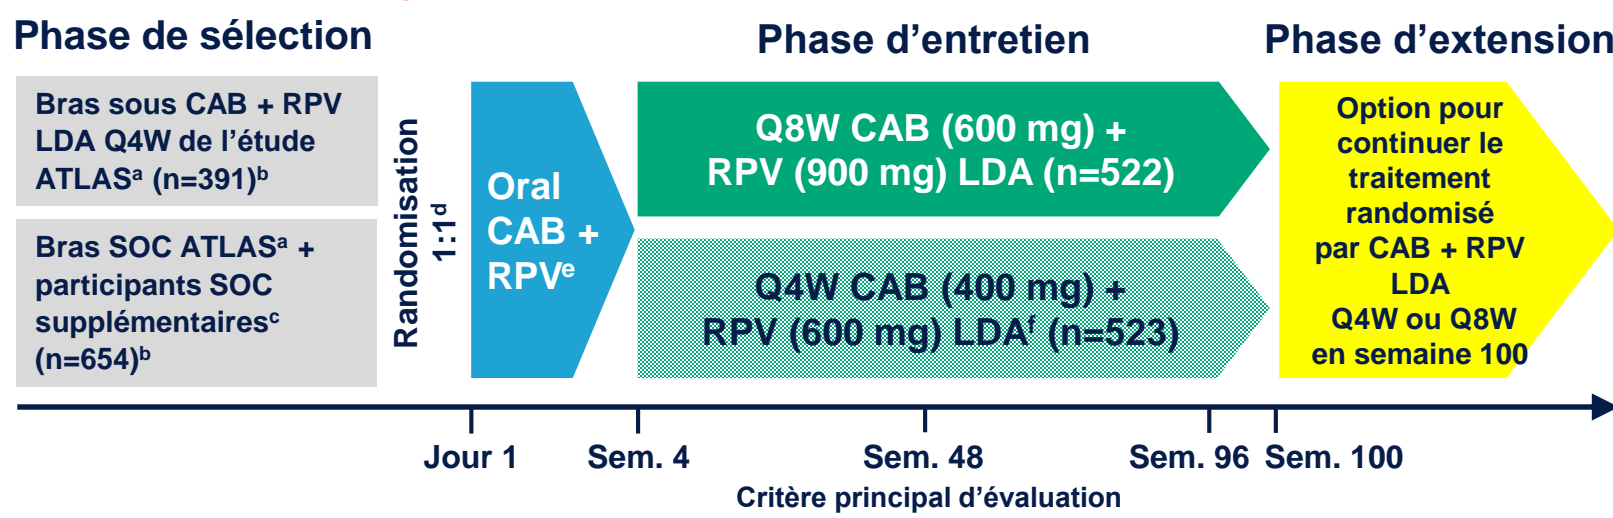 Phase de sélection
Phase d’entretien
Phase d’extension
Bras sous CAB + RPV
LDA Q4W de l’étude
ATLASᵃ (n=391)ᵇ
Bras SOC ATLASᵃ +
participants SOC
supplémentairesᶜ
(n=654)ᵇ
Randomisation
1:1ᵈ
Oral
CAB +
RPVᵉ
Q8W CAB (600 mg) +
RPV (900 mg) LDA (n=522)
Q4W CAB (400 mg) +
RPV (600 mg) LDAᶠ (n=523)
Option pour
continuer le
traitement
randomisé
par CAB + RPV
LDA
Q4W ou Q8W
en semaine 100
Jour 1
Sem. 4
Sem. 48
Sem. 96
Sem. 100
Critère principal d’évaluation